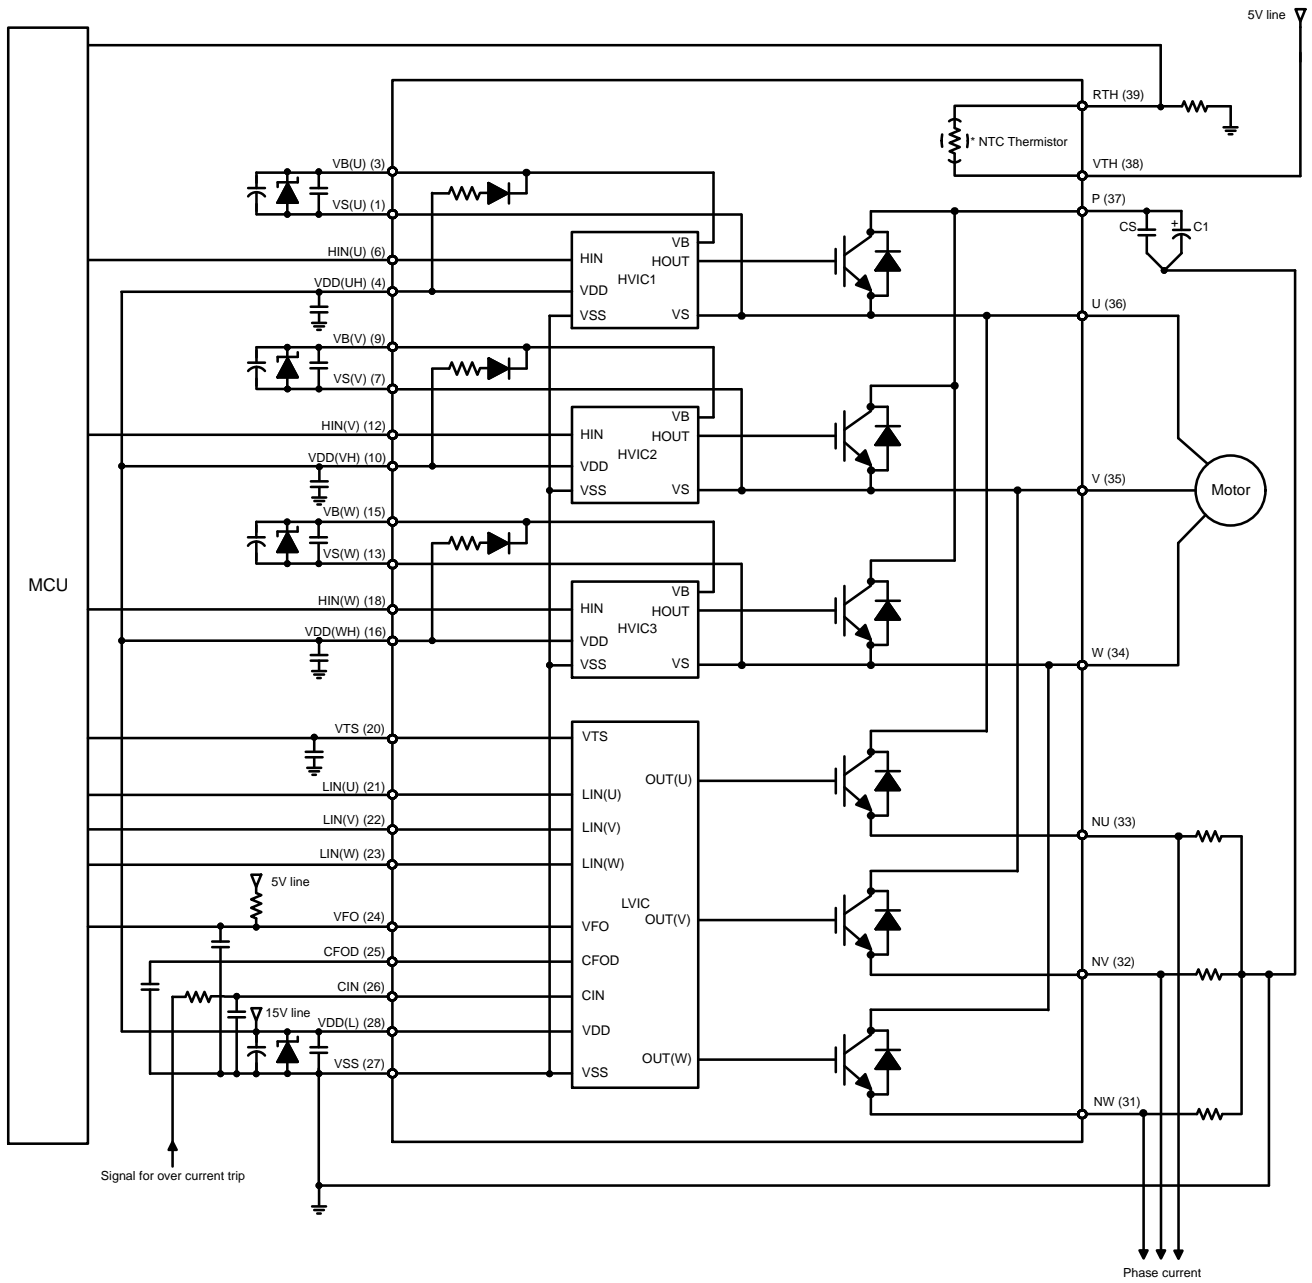 5V line
RTH (39)
* NTC Thermistor
VTH (38)
VB(U) (3)
VS(U) (1)
P (37)
CS
+
C1
HIN(U) (6)
VDD(UH) (4)
HIN
VB
HOUT
HVIC1
VDD
VSS
VS
U (36)
VB(V) (9)
VS(V) (7)
HIN(V) (12)
VDD(VH) (10)
HIN
VB
HOUT
HVIC2
VDD
VSS
VS
V (35)
Motor
VB(W) (15)
VS(W) (13)
MCU
HIN(W) (18)
VDD(WH) (16)
HIN
VB
HOUT
HVIC3
VDD
VSS
VS
W (34)
VTS (20)
VTS
LIN(U) (21)
LIN(U)
OUT(U)
LIN(V) (22)
LIN(V)
NU (33)
LIN(W) (23)
LIN(W)
5V line
LVIC
VFO (24)
VFO
OUT(V)
CFOD (25)
CFOD
NV (32)
CIN (26)
CIN
15V line
VDD(L) (28)
VDD
VSS (27)
VSS
OUT(W)
NW (31)
Signal for over current trip
Phase current